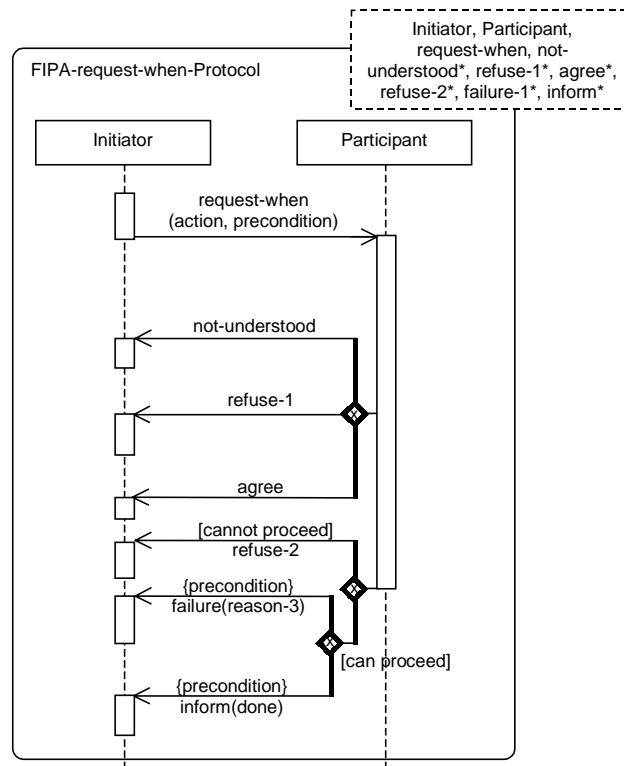 Initiator, Participant,
request-when, not-
understood*, refuse-1*, agree*,
refuse-2*, failure-1*, inform*
FIPA-request-when-Protocol
Initiator
Participant
request-when
(action, precondition)
not-understood
refuse-1
x
agree
[cannot proceed]
refuse-2
x
{precondition}
failure(reason-3)
x
[can proceed]
{precondition}
inform(done)